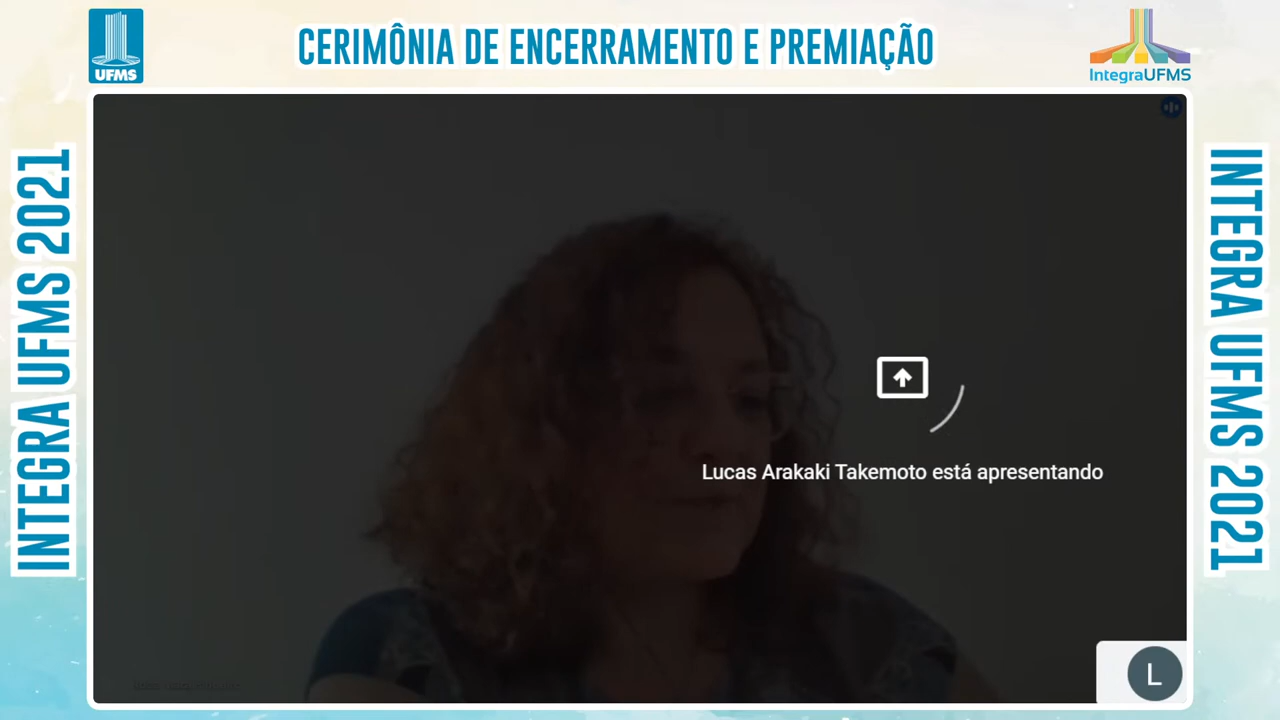 UFMS
CERIMÔNIA DE ENCERRAMENTO E PREMIAÇÃO
IntegraUFMS
INTEGRA UFMS 2021
Lucas Arakaki Takemoto está apresentando
INTEGRA UFMS 2021
L